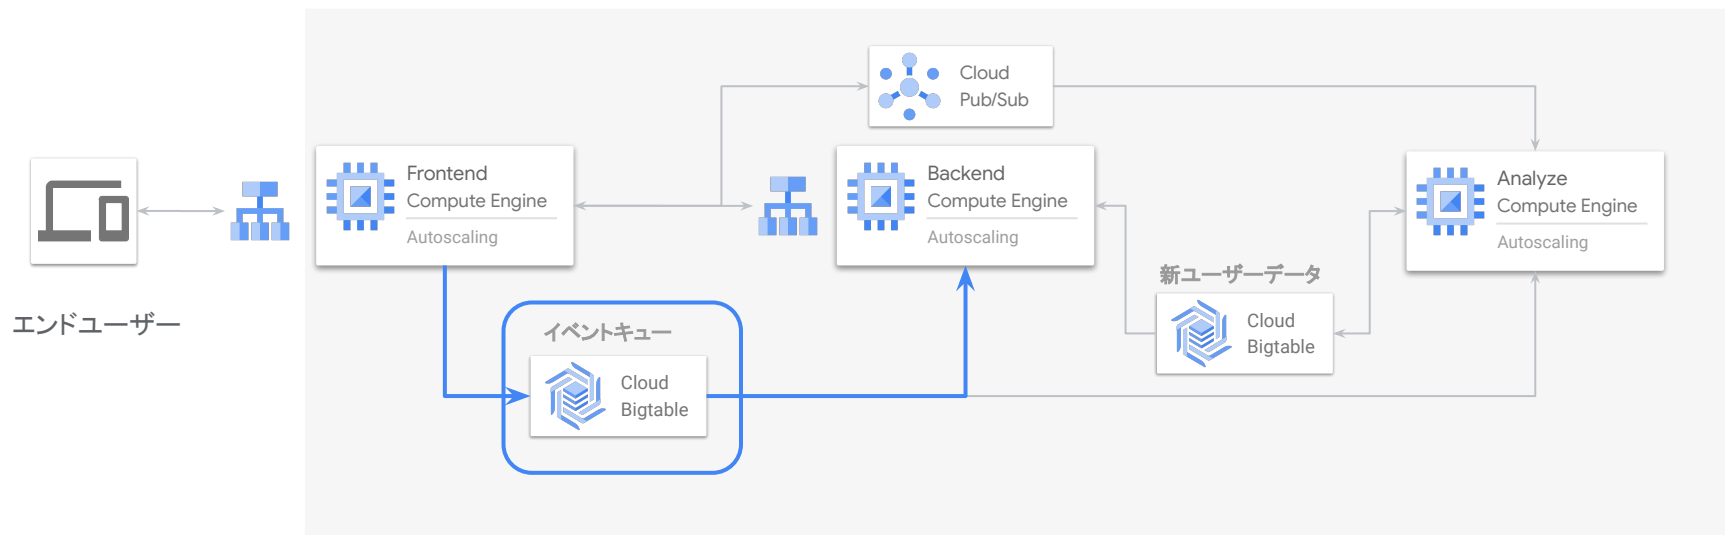 Cloud
Pub/Sub
Frontend
Compute Engine
Autoscaling
Backend
Compute Engine
Autoscaling
Analyze
Compute Engine
Autoscaling
新ユーザーデータ
Cloud
Bigtable
エンドユーザー
イベントキュー
Cloud
Bigtable